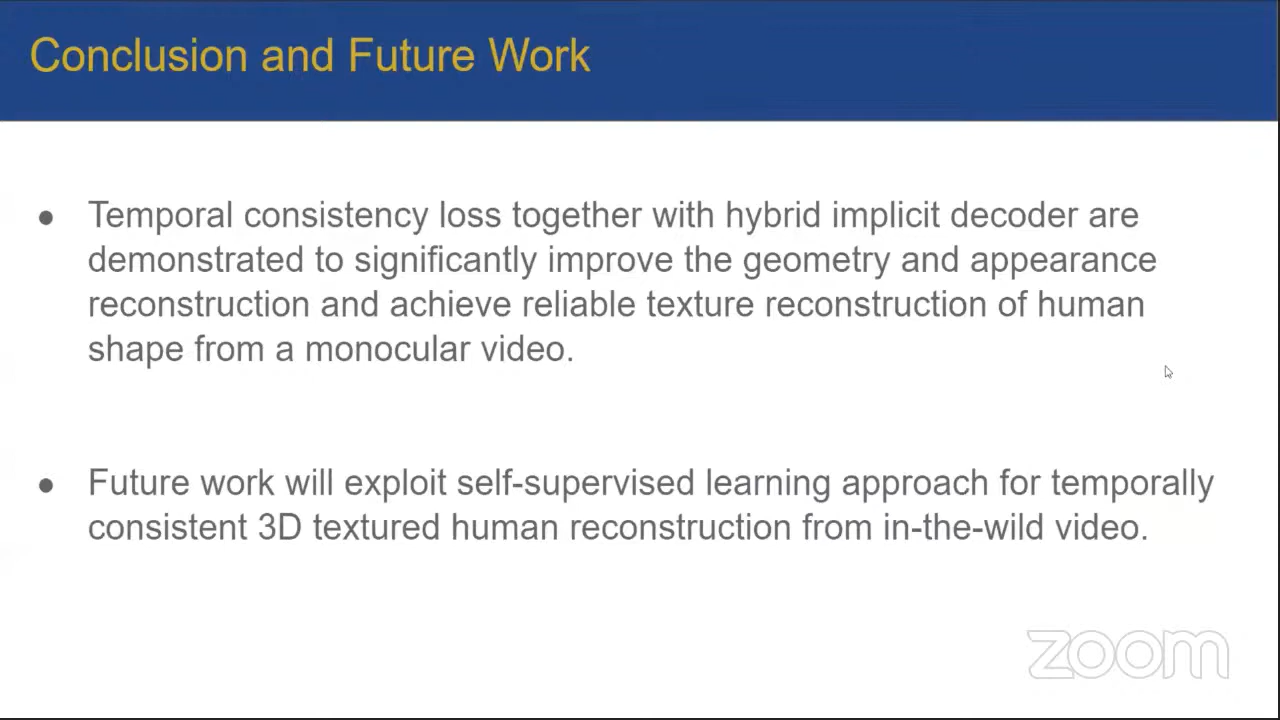 Conclusion and Future Work
● Temporal consistency loss together with hybrid implicit decoder are
demonstrated to significantly improve the geometry and appearance
reconstruction and achieve reliable texture reconstruction of human
shape from a monocular video.
● Future work will exploit self-supervised learning approach for temporally
consistent 3D textured human reconstruction from in-the-wild video.
zoom